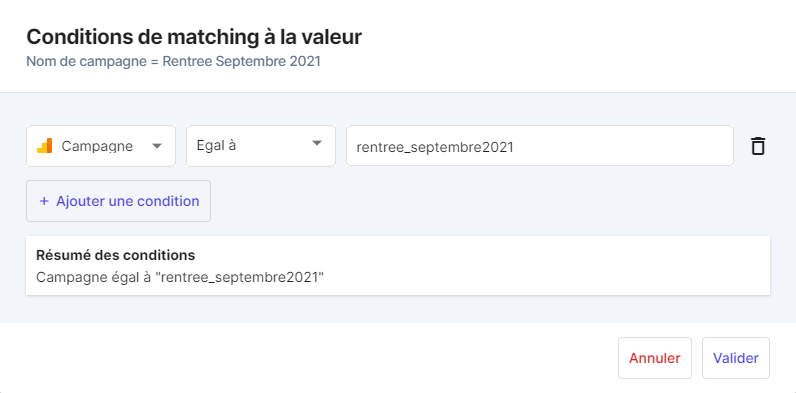 Conditions de matching à la valeur
Nom de campagne = Rentree Septembre 2021
Campagne Egal à rentree_septembre2021
+ Ajouter une condition
Résumé des conditions
Campagne égal à "rentree_septembre2021"
Annuler Valider